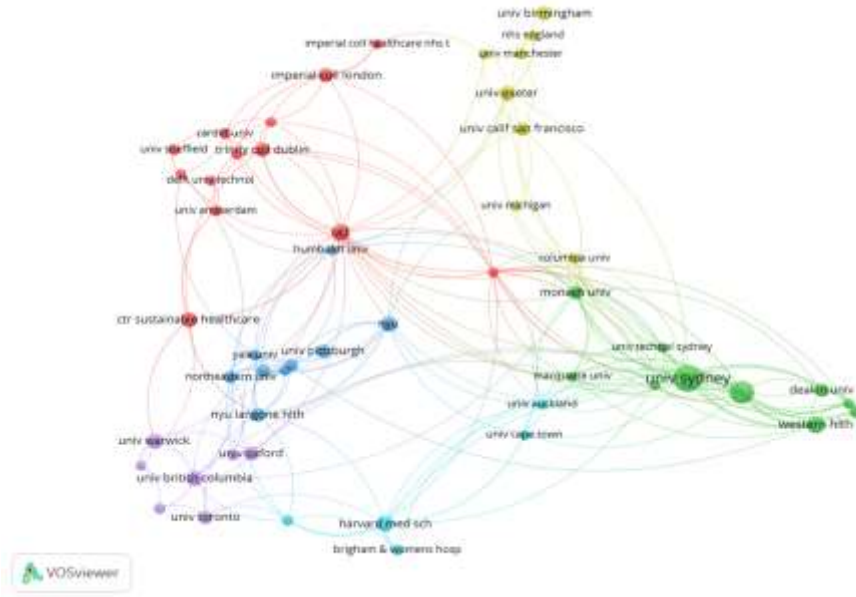 univ birmingham
nhs england
imperial coll healthcare nhs t
univ manchester
imperial coll london
univ exeter
univ calif san francisco
cardiff univ
univ sheffield
trinity coll dublin
delft univ technol
univ michigan
univ amsterdam
ucl
humboldt univ
columbia univ
monash univ
ctr sustainable healthcare
nyu
univ technol sydney
yale univ
univ pittsburgh
northeastern univ
macquarie univ
univ sydney
deakin univ
univ auckland
nyu langone hlth
western hlth
univ cape town
univ warwick
univ oxford
univ british columbia
univ toronto
harvard med sch
brigham & womens hosp
VOSviewer